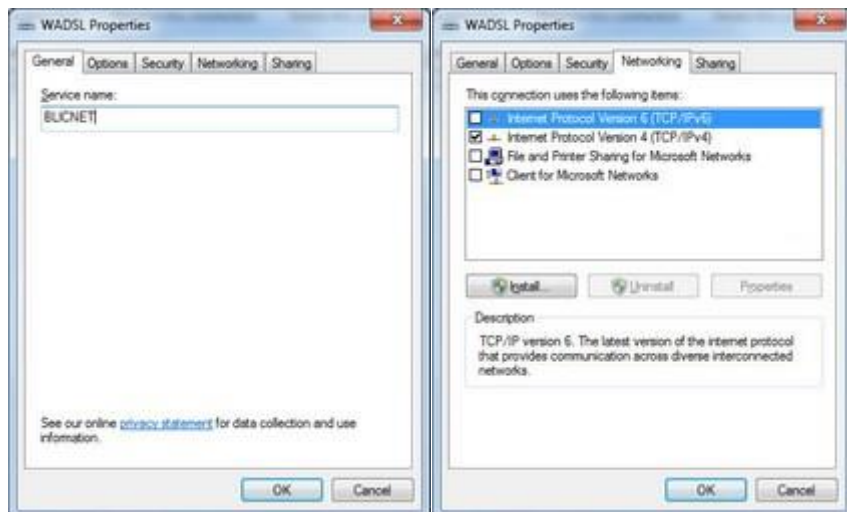 WADSL Properties
General Options Security Networking Sharing
Service name:
BLICNET
See our online privacy statement for data collection and use
information.
OK Cancel
WADSL Properties
General Options Security Networking Sharing
This connection uses the following items:
Internet Protocol Version 6 (TCP/IPv6)
Internet Protocol Version 4 (TCP/IPv4)
File and Printer Sharing for Microsoft Networks
Client for Microsoft Networks
Install... Uninstall Properties
Description
TCP/IP version 6. The latest version of the internet protocol
that provides communication across diverse interconnected
networks.
OK Cancel